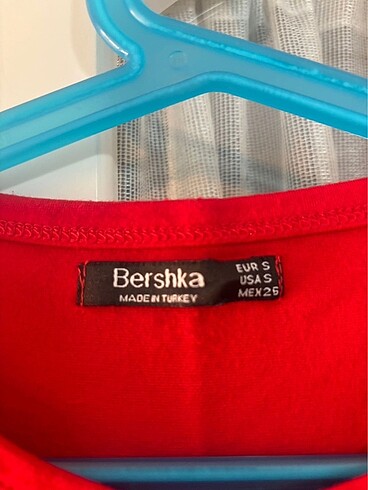 Bershka
MADE IN TURKEY
EUR S
USA S
MEX 26